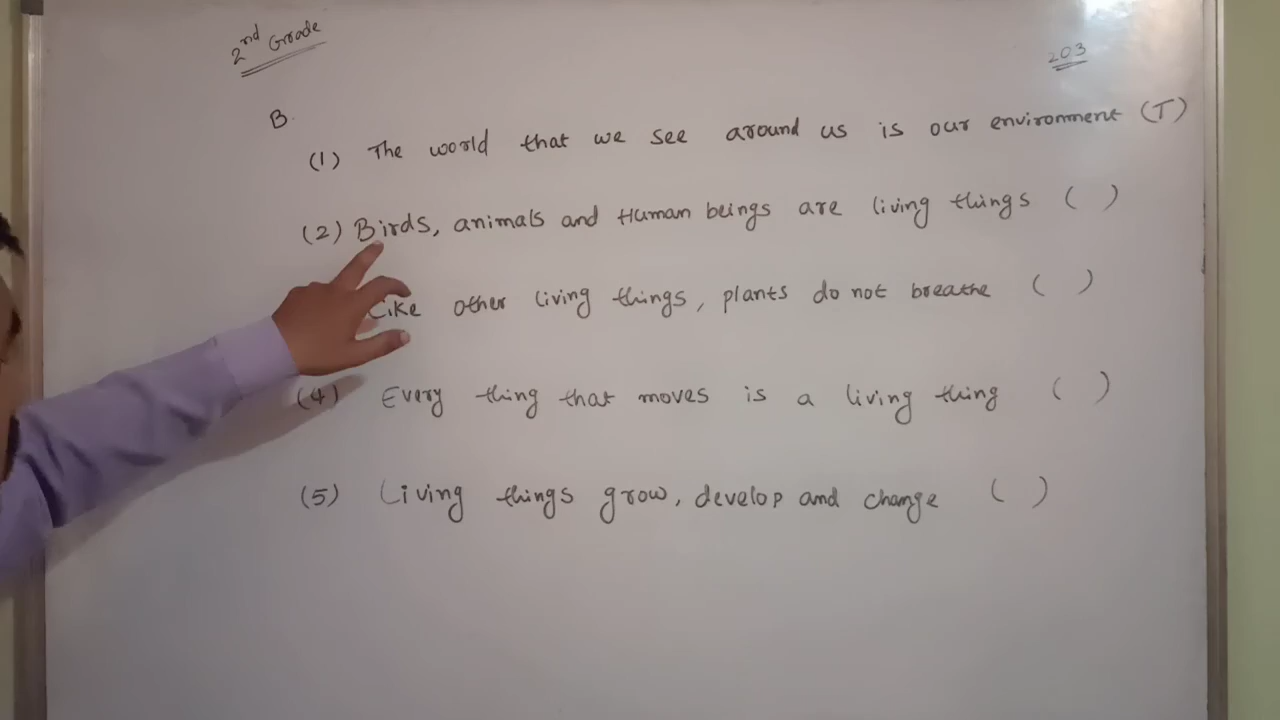 2nd Grade
203
B.
(1) The world that we see around us is our environment (T)
(2) Birds, animals and Human beings are living things ( )
Like other living things, plants do not breathe ( )
(4) Every thing that moves is a living thing ( )
(5) Living things grow, develop and change ( )